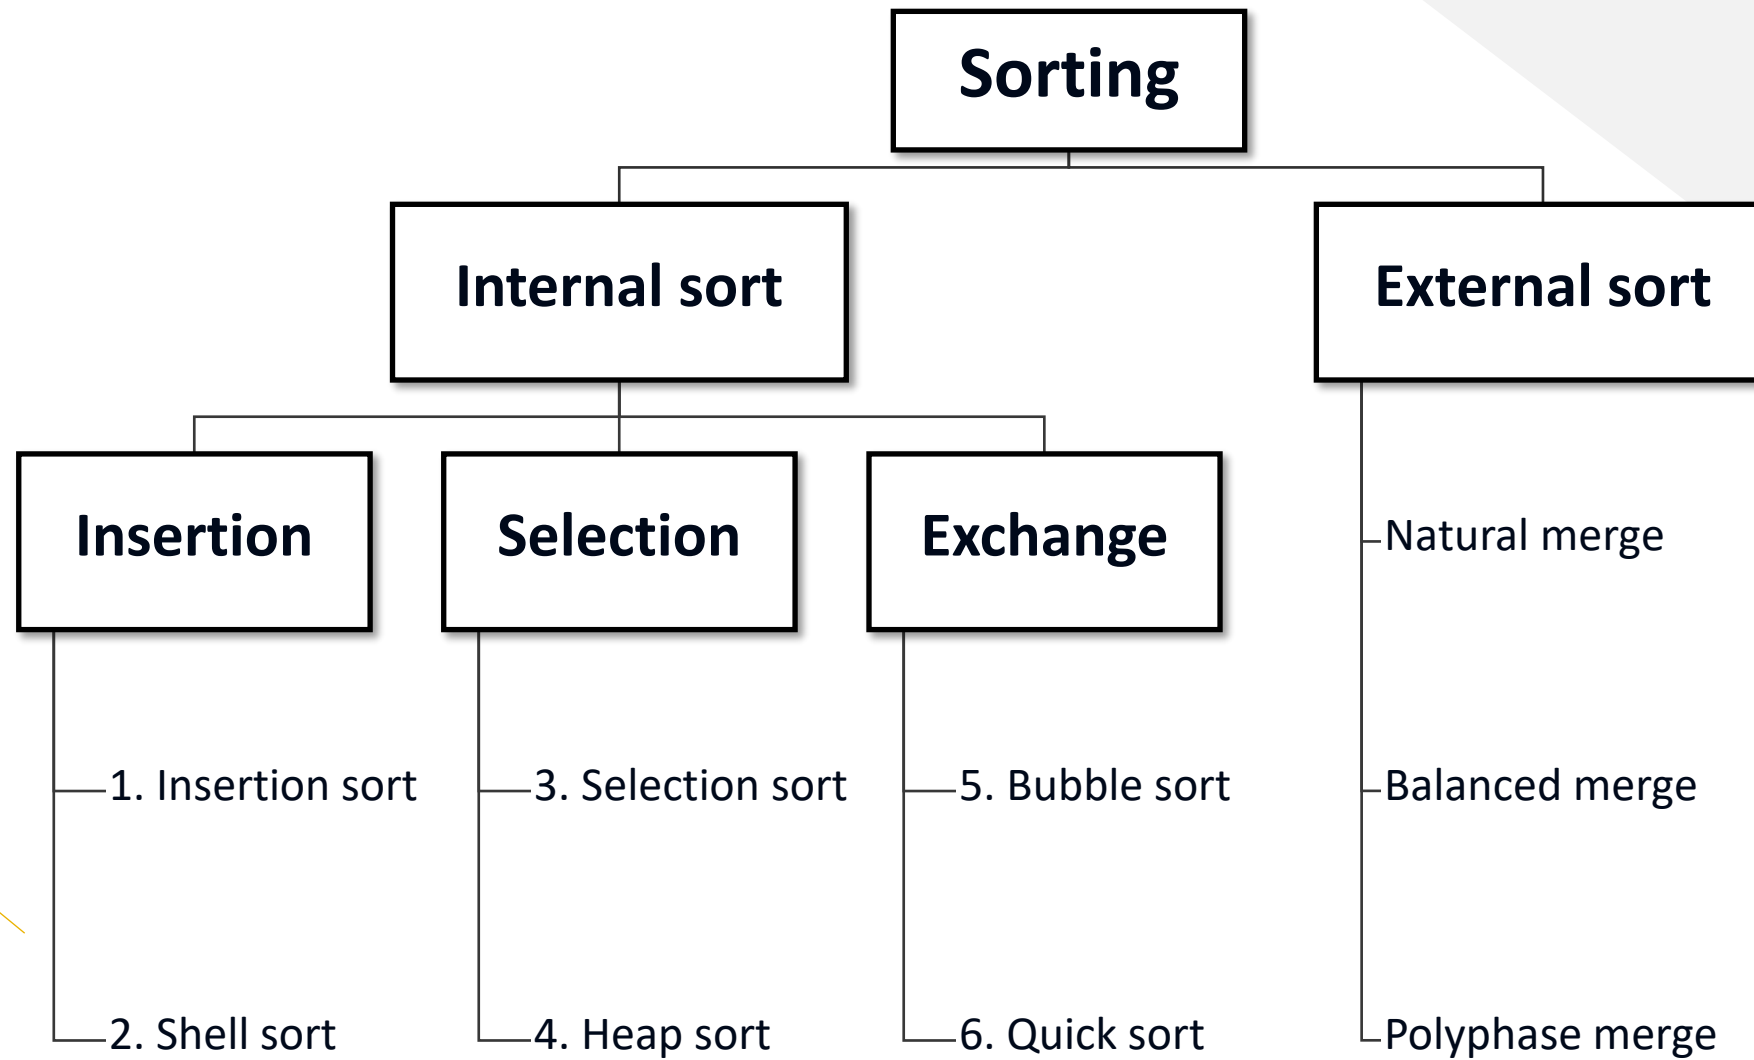 Sorting
Internal sort
External sort
Insertion
Selection
Exchange
Natural merge
1. Insertion sort
3. Selection sort
5. Bubble sort
Balanced merge
2. Shell sort
4. Heap sort
6. Quick sort
Polyphase merge